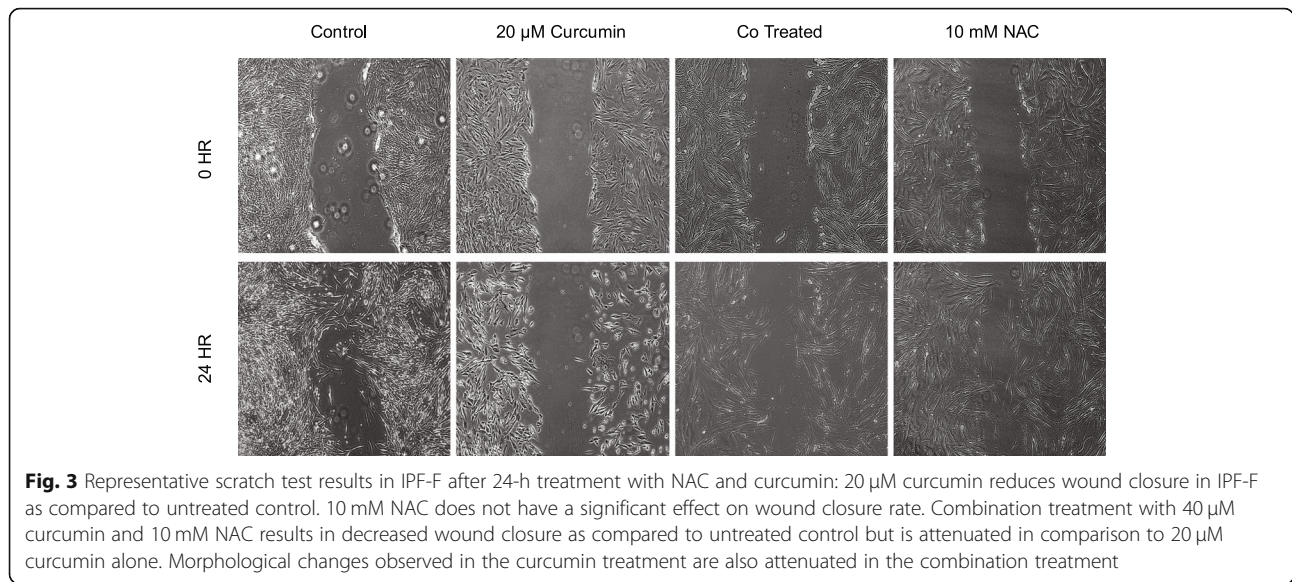 Control
20 µM Curcumin
Co Treated
10 mM NAC
0 HR
24 HR
Fig. 3 Representative scratch test results in IPF-F after 24-h treatment with NAC and curcumin: 20 μM curcumin reduces wound closure in IPF-F
as compared to untreated control. 10 mM NAC does not have a significant effect on wound closure rate. Combination treatment with 40 μM
curcumin and 10 mM NAC results in decreased wound closure as compared to untreated control but is attenuated in comparison to 20 μM
curcumin alone. Morphological changes observed in the curcumin treatment are also attenuated in the combination treatment